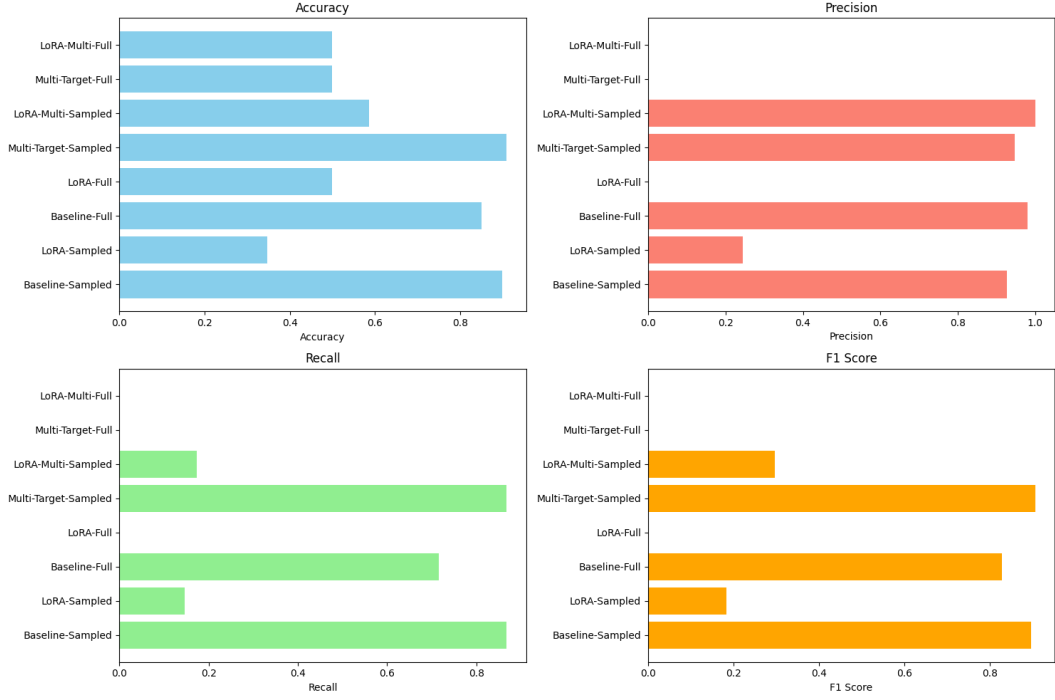 Accuracy
LoRA-Multi-Full
Multi-Target-Full
LoRA-Multi-Sampled
Multi-Target-Sampled
LoRA-Full
Baseline-Full
LoRA-Sampled
Baseline-Sampled
0.0 0.2 0.4 0.6 0.8
Accuracy
Precision
LoRA-Multi-Full
Multi-Target-Full
LoRA-Multi-Sampled
Multi-Target-Sampled
LoRA-Full
Baseline-Full
LoRA-Sampled
Baseline-Sampled
0.0 0.2 0.4 0.6 0.8 1.0
Precision
Recall
LoRA-Multi-Full
Multi-Target-Full
LoRA-Multi-Sampled
Multi-Target-Sampled
LoRA-Full
Baseline-Full
LoRA-Sampled
Baseline-Sampled
0.0 0.2 0.4 0.6 0.8
Recall
F1 Score
LoRA-Multi-Full
Multi-Target-Full
LoRA-Multi-Sampled
Multi-Target-Sampled
LoRA-Full
Baseline-Full
LoRA-Sampled
Baseline-Sampled
0.0 0.2 0.4 0.6 0.8
F1 Score